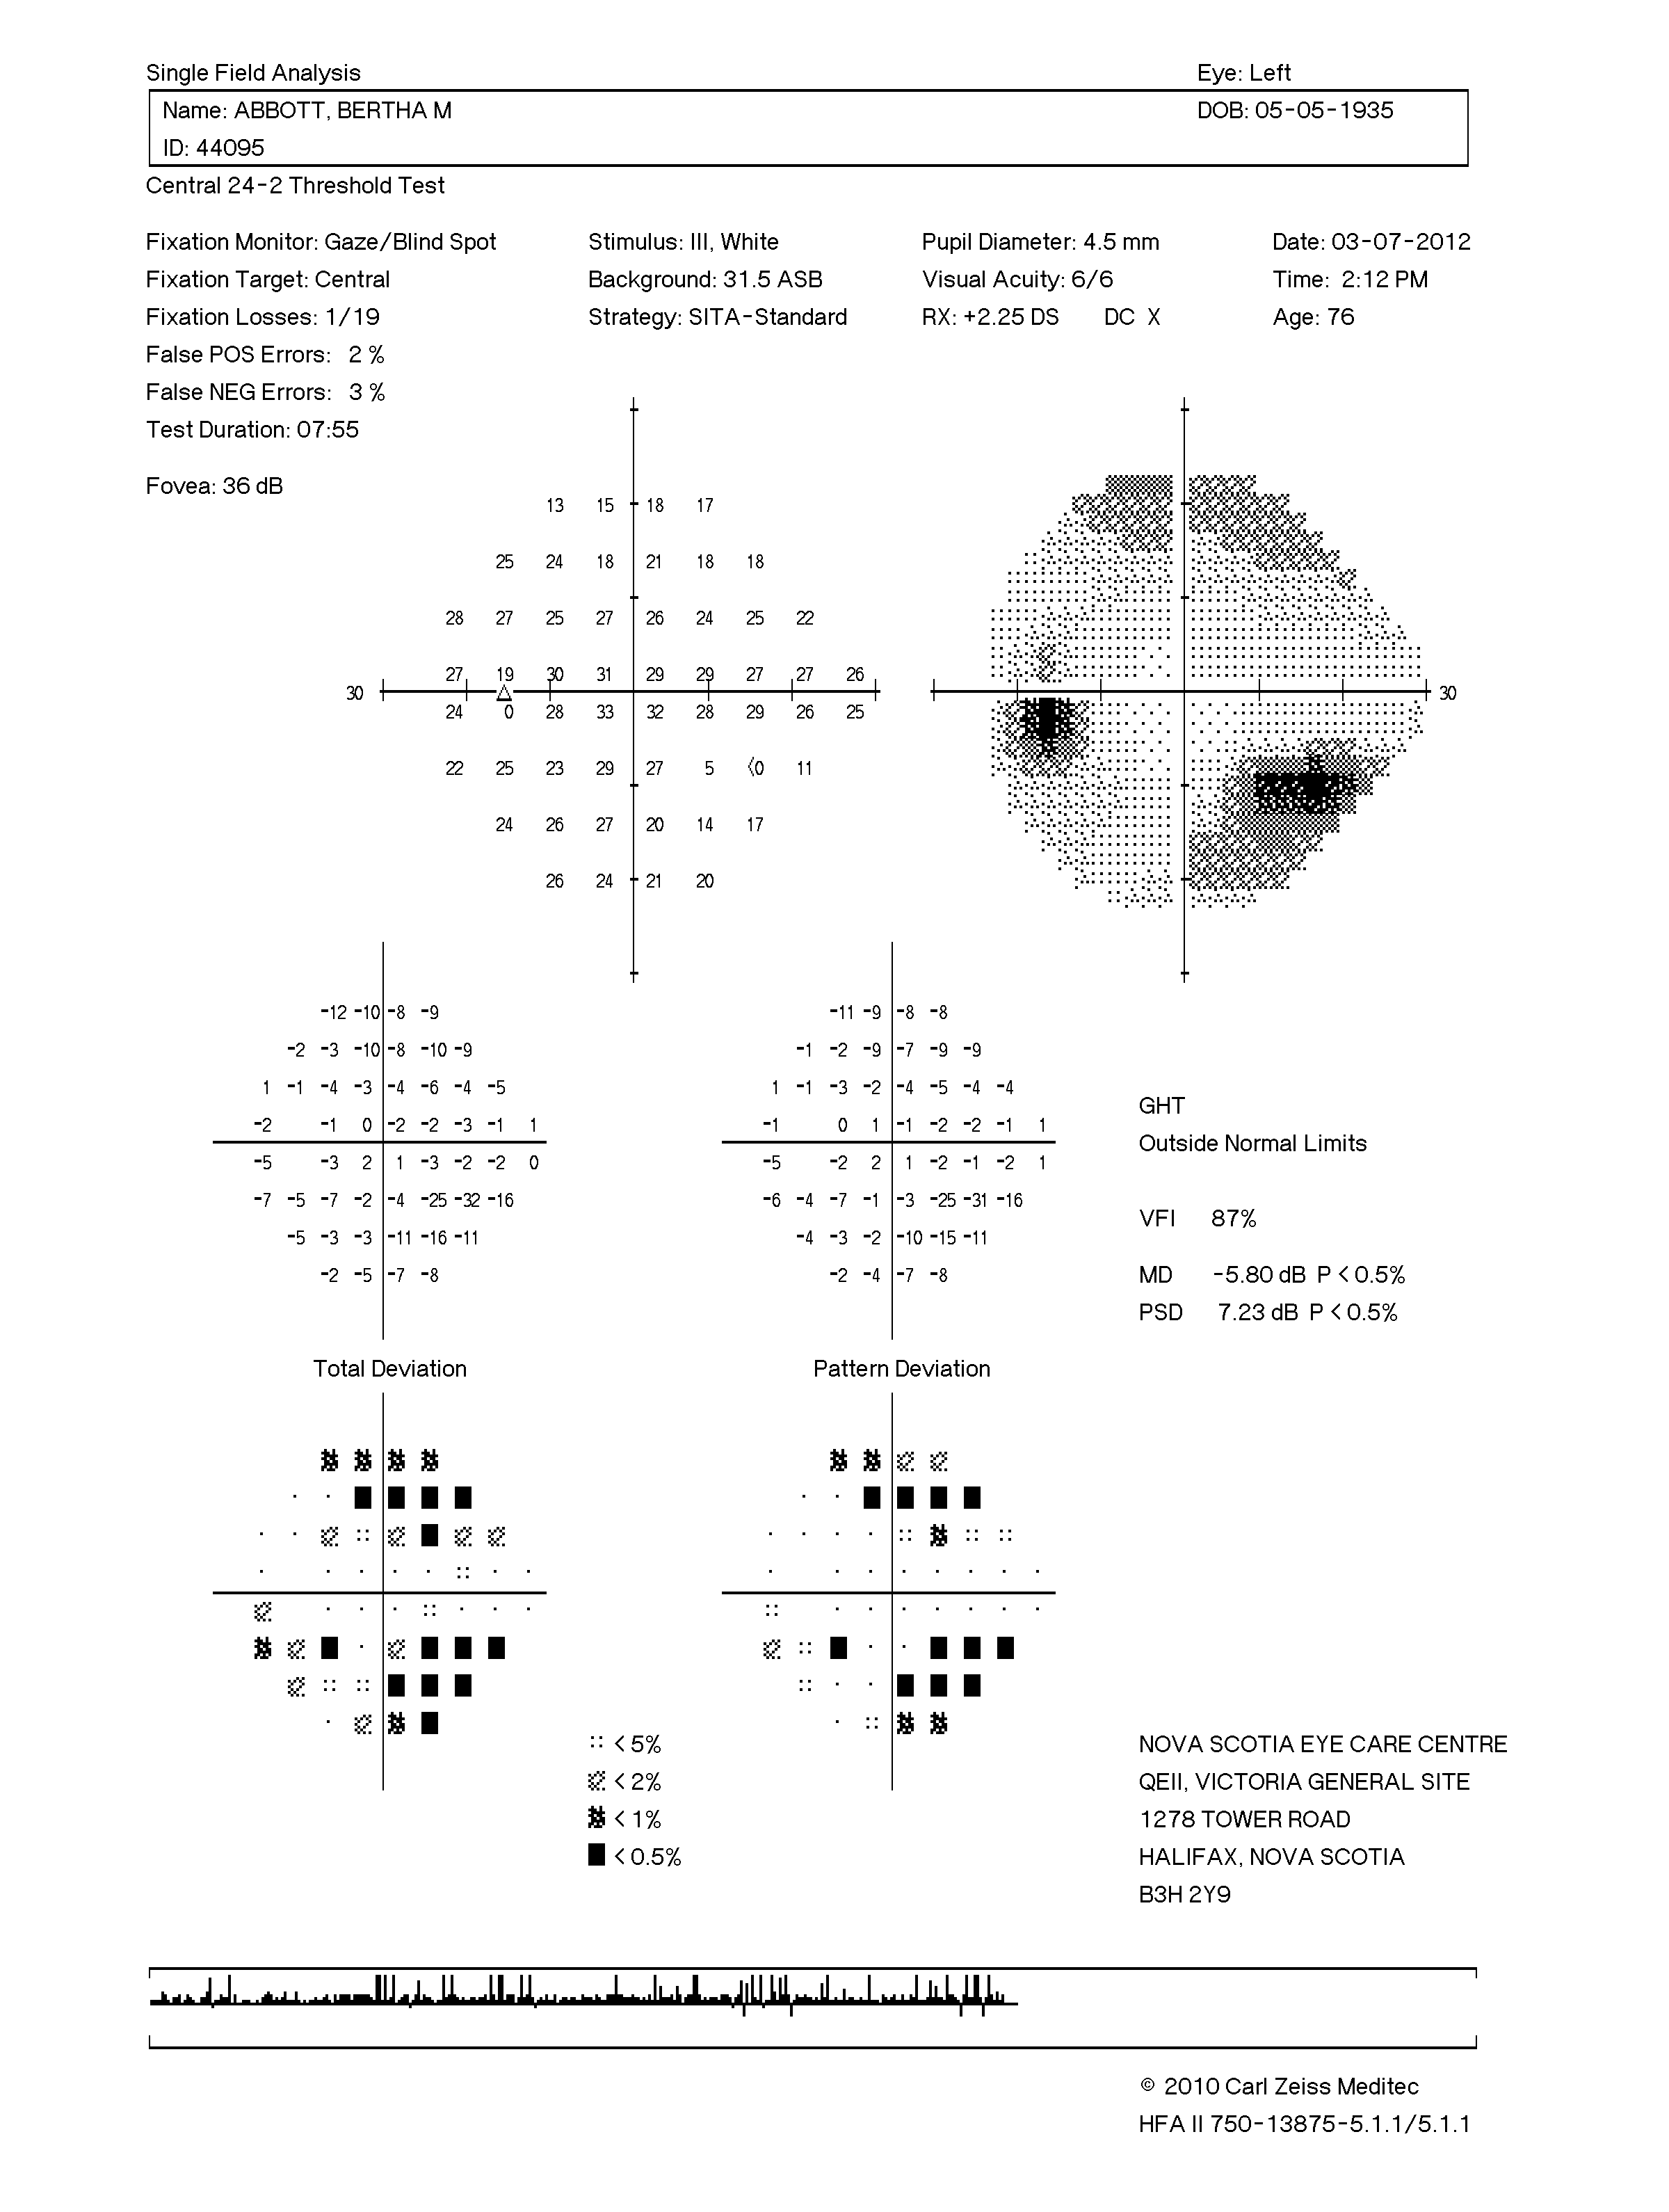 Single Field Analysis Eye: Left
Name: ABBOTT, BERTHA M DOB: 05-05-1935
ID: 44095
Central 24-2 Threshold Test
Fixation Monitor: Gaze/Blind Spot Stimulus: III, White Pupil Diameter: 4.5 mm Date: 03-07-2012
Fixation Target: Central Background: 31.5 ASB Visual Acuity: 6/6 Time: 2:12 PM
Fixation Losses: 1/19 Strategy: SITA-Standard RX: +2.25 DS DC X Age: 76
False POS Errors: 2 %
False NEG Errors: 3 %
Test Duration: 07:55
Fovea: 36 dB
13 15 18 17
25 24 18 21 18 18
28 27 25 27 26 24 25 22
27 19 30 31 29 29 27 27 26
30 30
24 0 28 33 32 28 29 26 25
22 25 23 29 27 5 <0 11
24 26 27 20 14 17
26 24 21 20
-12 -10 -8 -9 -11 -9 -8 -8
-2 -3 -10 -8 -10 -9 -1 -2 -9 -7 -9 -9
1 -1 -4 -3 -4 -6 -4 -5 1 -1 -3 -2 -4 -5 -4 -4
GHT
-2 -1 0 -2 -2 -3 -1 1 -1 0 1 -1 -2 -2 -1 1
Outside Normal Limits
-5 -3 2 1 -3 -2 -2 0 -5 -2 2 1 -2 -1 -2 1
-7 -5 -7 -2 -4 -25 -32 -16 -6 -4 -7 -1 -3 -25 -31 -16
VFI 87%
-5 -3 -3 -11 -16 -11 -4 -3 -2 -10 -15 -11
-2 -5 -7 -8 -2 -4 -7 -8
MD -5.80 dB P < 0.5%
PSD 7.23 dB P < 0.5%
Total Deviation Pattern Deviation
< 5% NOVA SCOTIA EYE CARE CENTRE
< 2% QEII, VICTORIA GENERAL SITE
< 1% 1278 TOWER ROAD
< 0.5% HALIFAX, NOVA SCOTIA
B3H 2Y9
© 2010 Carl Zeiss Meditec
HFA II 750-13875-5.1.1/5.1.1